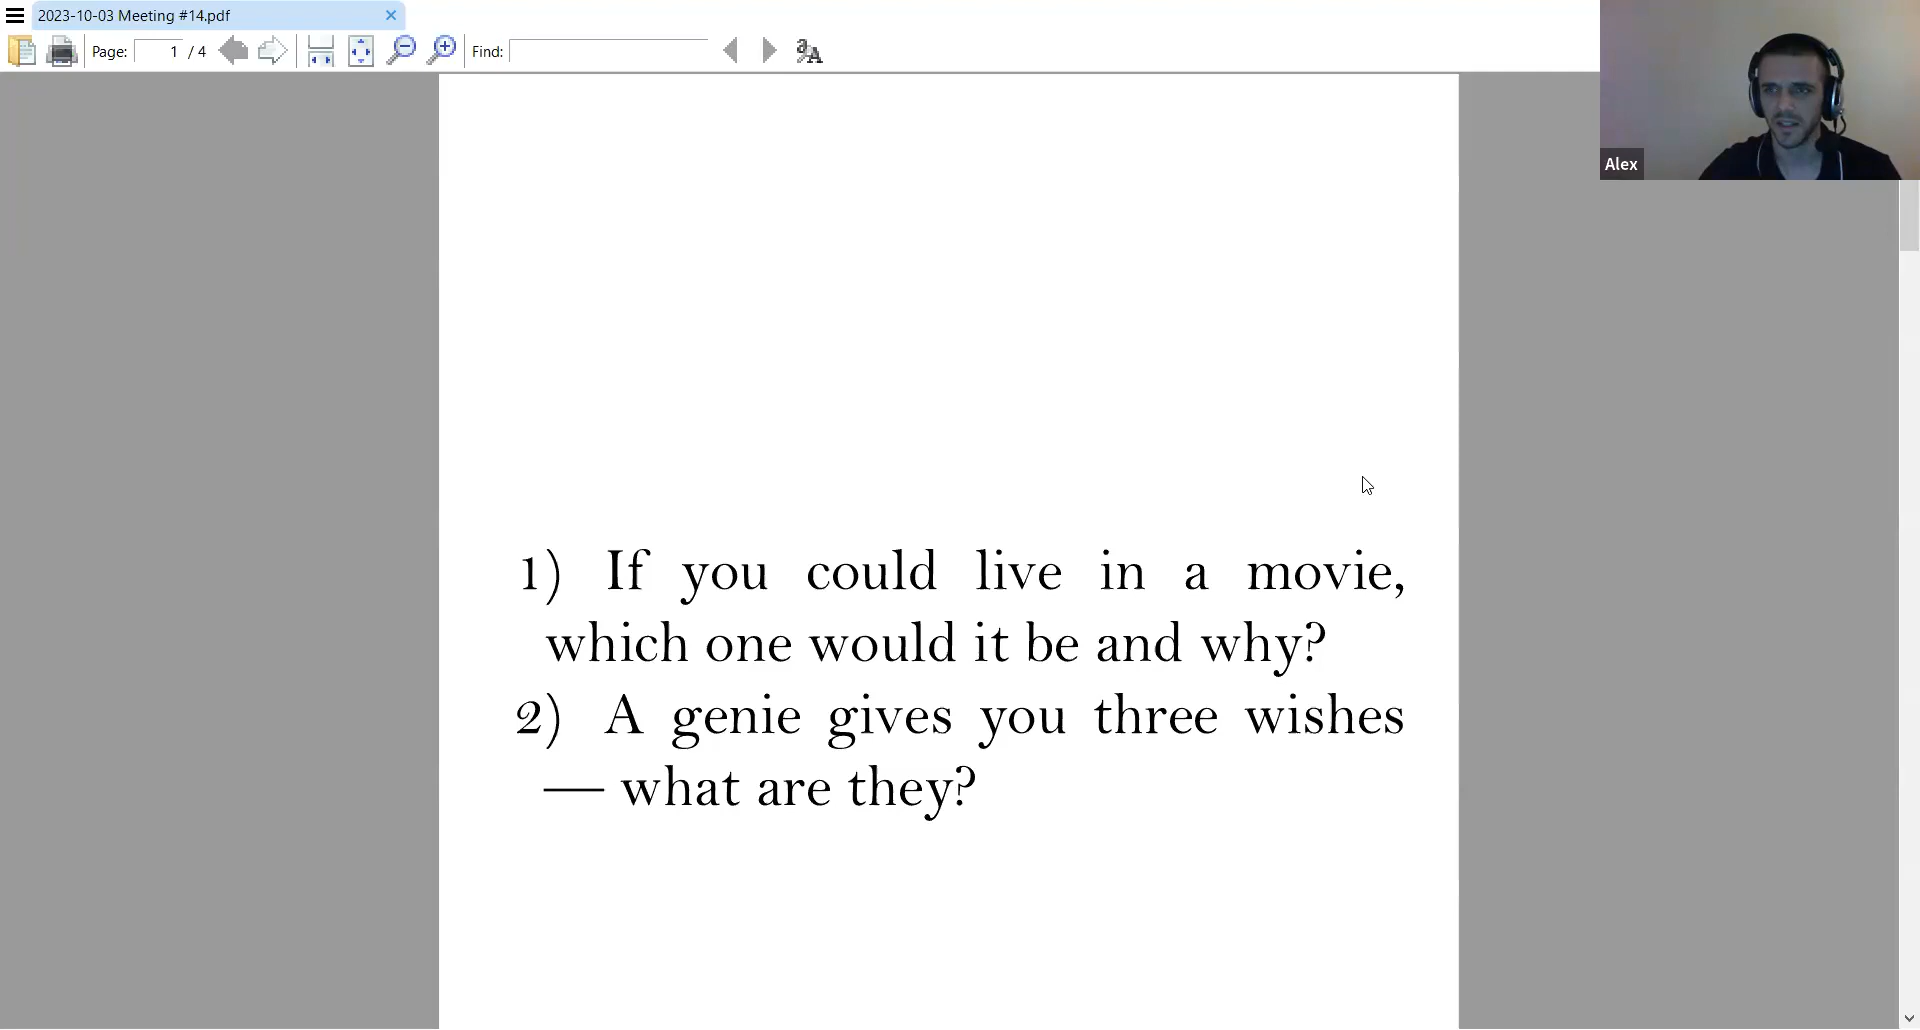 2023-10-03 Meeting #14.pdf
Page: 1 / 4 Find:
Alex
1) If you could live in a movie,
which one would it be and why?
2) A genie gives you three wishes
— what are they?